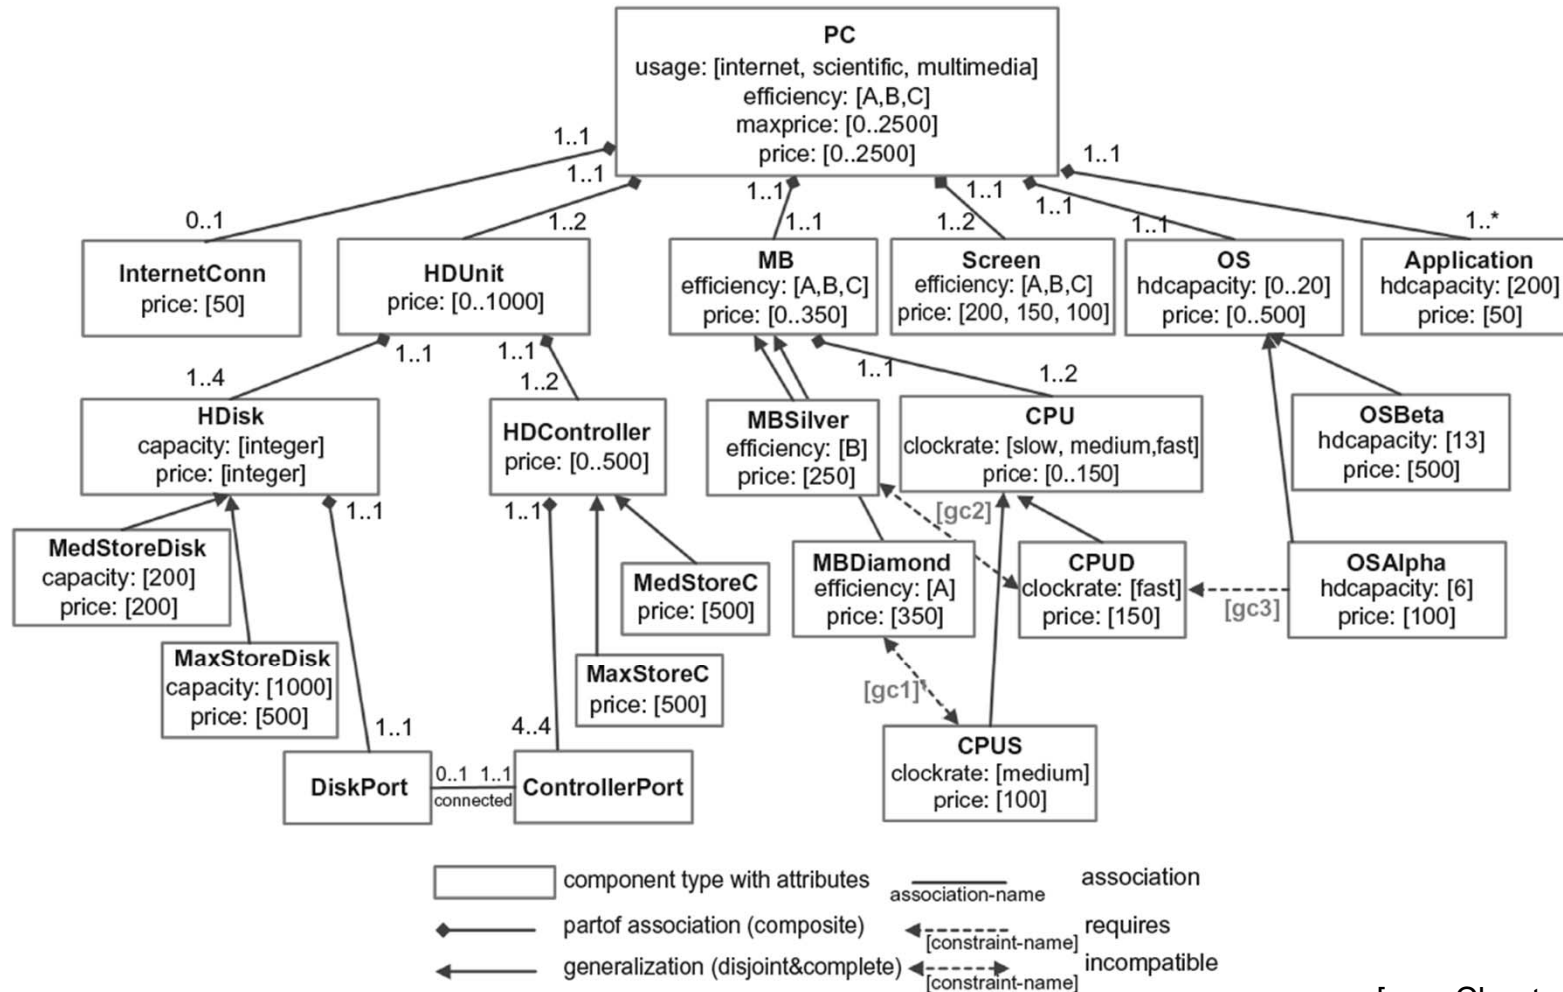 PC
usage: [internet, scientific, multimedia]
efficiency: [A,B,C]
maxprice: [0..2500]
price: [0..2500]
1..1
1..1
1..1
1..1
1..1
1..1
0..1
1..2
1..1
1..2
1..1
1..*
InternetConn
price: [50]
HDUnit
price: [0..1000]
MB
efficiency: [A,B,C]
price: [0..350]
Screen
efficiency: [A,B,C]
price: [200, 150, 100]
OS
hdcapacity: [0..20]
price: [0..500]
Application
hdcapacity: [200]
price: [50]
1..1
1..1
1..1
1..4
1..2
1..2
HDisk
capacity: [integer]
price: [integer]
HDController
price: [0..500]
MBSilver
efficiency: [B]
price: [250]
CPU
clockrate: [slow, medium,fast]
price: [0..150]
OSBeta
hdcapacity: [13]
price: [500]
1..1
1..1
[gc2]
MedStoreDisk
capacity: [200]
price: [200]
MedStoreC
price: [500]
MBDiamond
efficiency: [A]
price: [350]
CPUD
clockrate: [fast]
price: [150]
[gc3]
OSAlpha
hdcapacity: [6]
price: [100]
MaxStoreDisk
capacity: [1000]
price: [500]
MaxStoreC
price: [500]
[gc1]
1..1
4..4
DiskPort
0..1 1..1
connected
ControllerPort
CPUS
clockrate: [medium]
price: [100]
component type with attributes
association-name
association
partof association (composite)
[constraint-name]
requires
generalization (disjoint&complete)
[constraint-name]
incompatible